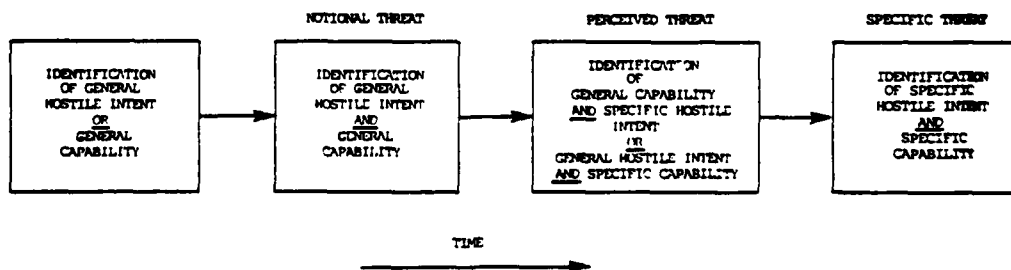 NOTIONAL THREAT
PERCEIVED THREAT
SPECIFIC THREAT
IDENTIFICATION
OF GENERAL
HOSTILE INTENT
OR
GENERAL
CAPABILITY
IDENTIFICATION
OF GENERAL
HOSTILE INTENT
AND
GENERAL
CAPABILITY
IDENTIFICATION
OF
GENERAL CAPABILITY
AND SPECIFIC HOSTILE
INTENT
OR
GENERAL HOSTILE INTENT
AND SPECIFIC CAPABILITY
IDENTIFICATION
OF SPECIFIC
HOSTILE INTENT
AND
SPECIFIC
CAPABILITY
TIME